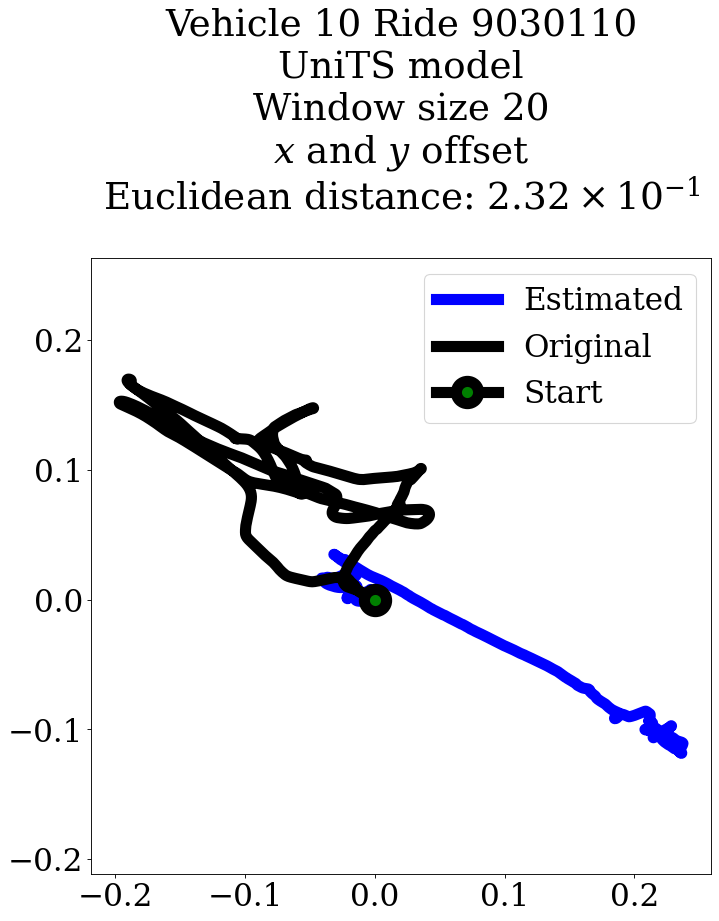 Vehicle 10 Ride 9030110
UniTS model
Window size 20
x and y offset
Euclidean distance: 2.32 × 10⁻¹
Estimated
Original
Start
0.2
0.1
0.0
−0.1
−0.2
−0.2 −0.1 0.0 0.1 0.2